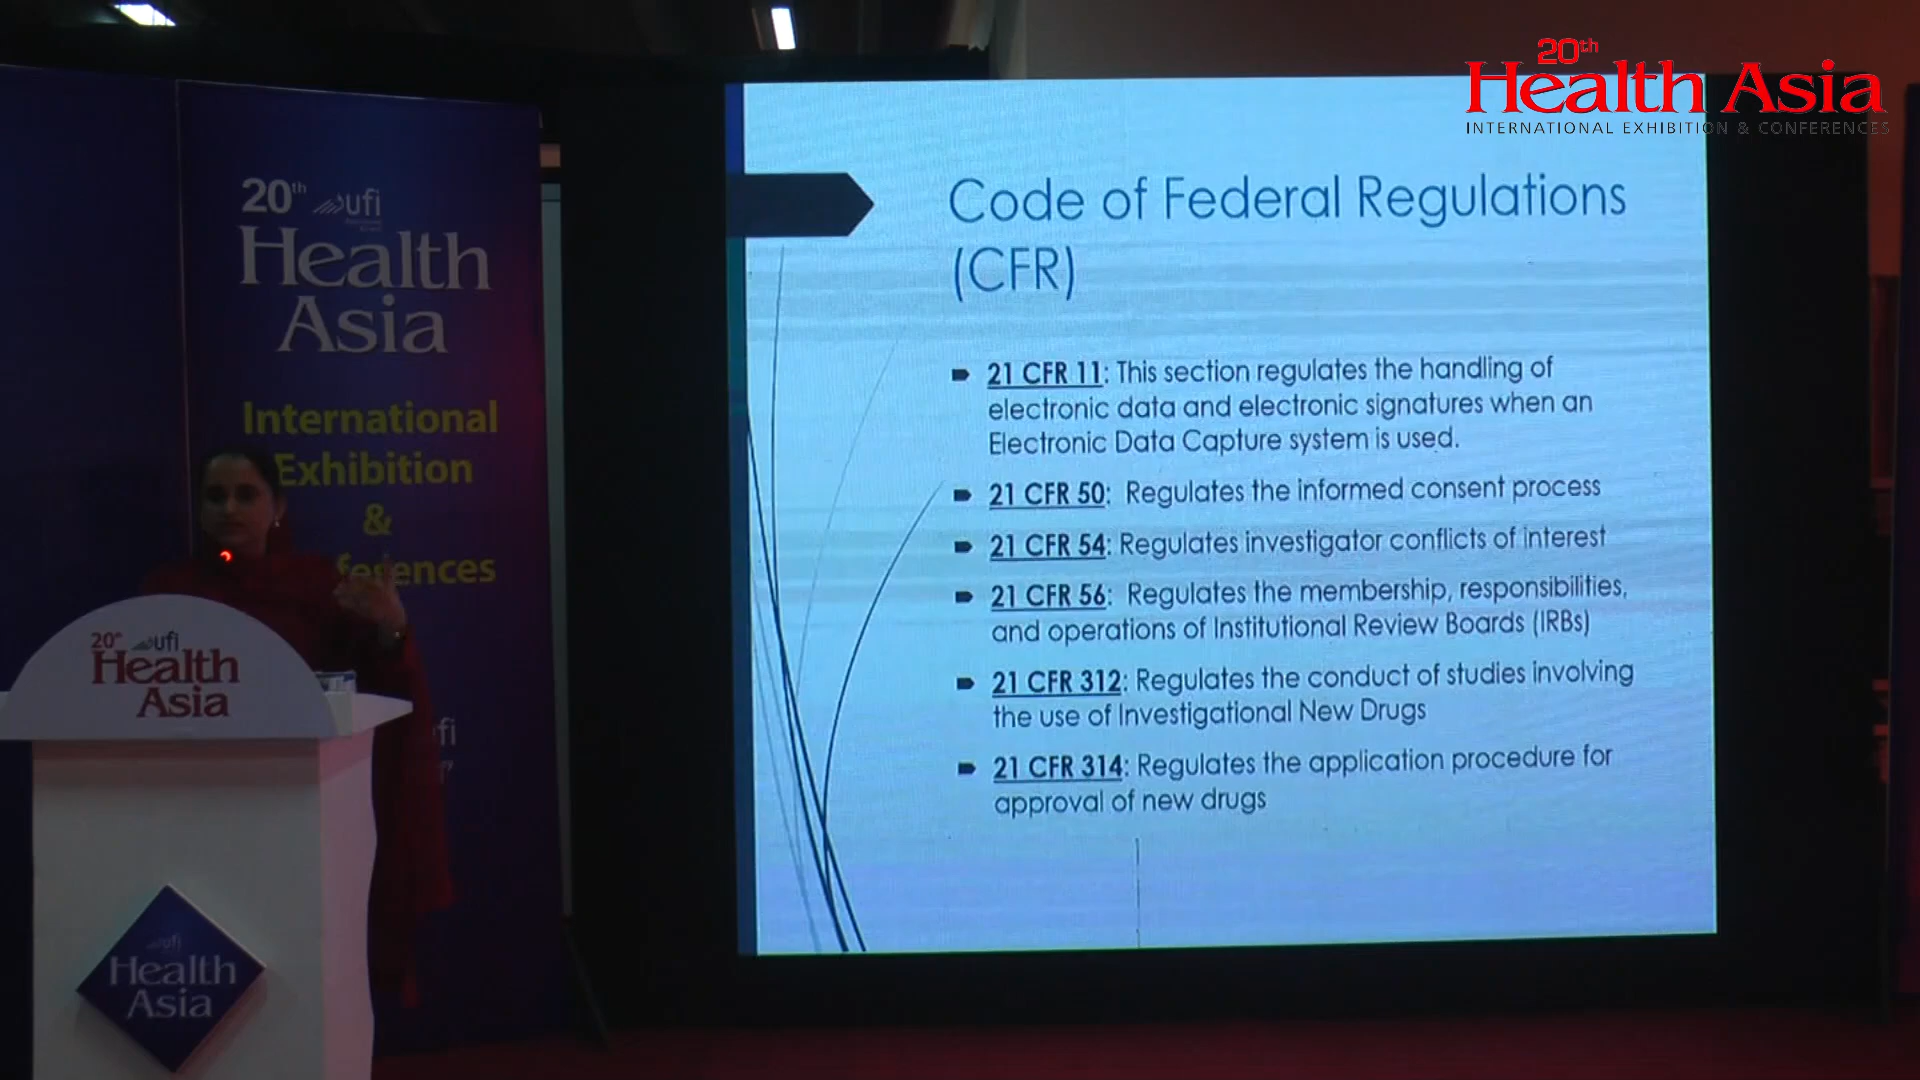 20th
Health Asia
INTERNATIONAL EXHIBITION & CONFERENCES
20th ufi
Health
Asia
International
Exhibition
&
ferences
ufi
20th ufi
Health
Asia
ufi
Health
Asia
Code of Federal Regulations
(CFR)
21 CFR 11: This section regulates the handling of
electronic data and electronic signatures when an
Electronic Data Capture system is used.
21 CFR 50: Regulates the informed consent process
21 CFR 54: Regulates investigator conflicts of interest
21 CFR 56: Regulates the membership, responsibilities,
and operations of Institutional Review Boards (IRBs)
21 CFR 312: Regulates the conduct of studies involving
the use of Investigational New Drugs
21 CFR 314: Regulates the application procedure for
approval of new drugs